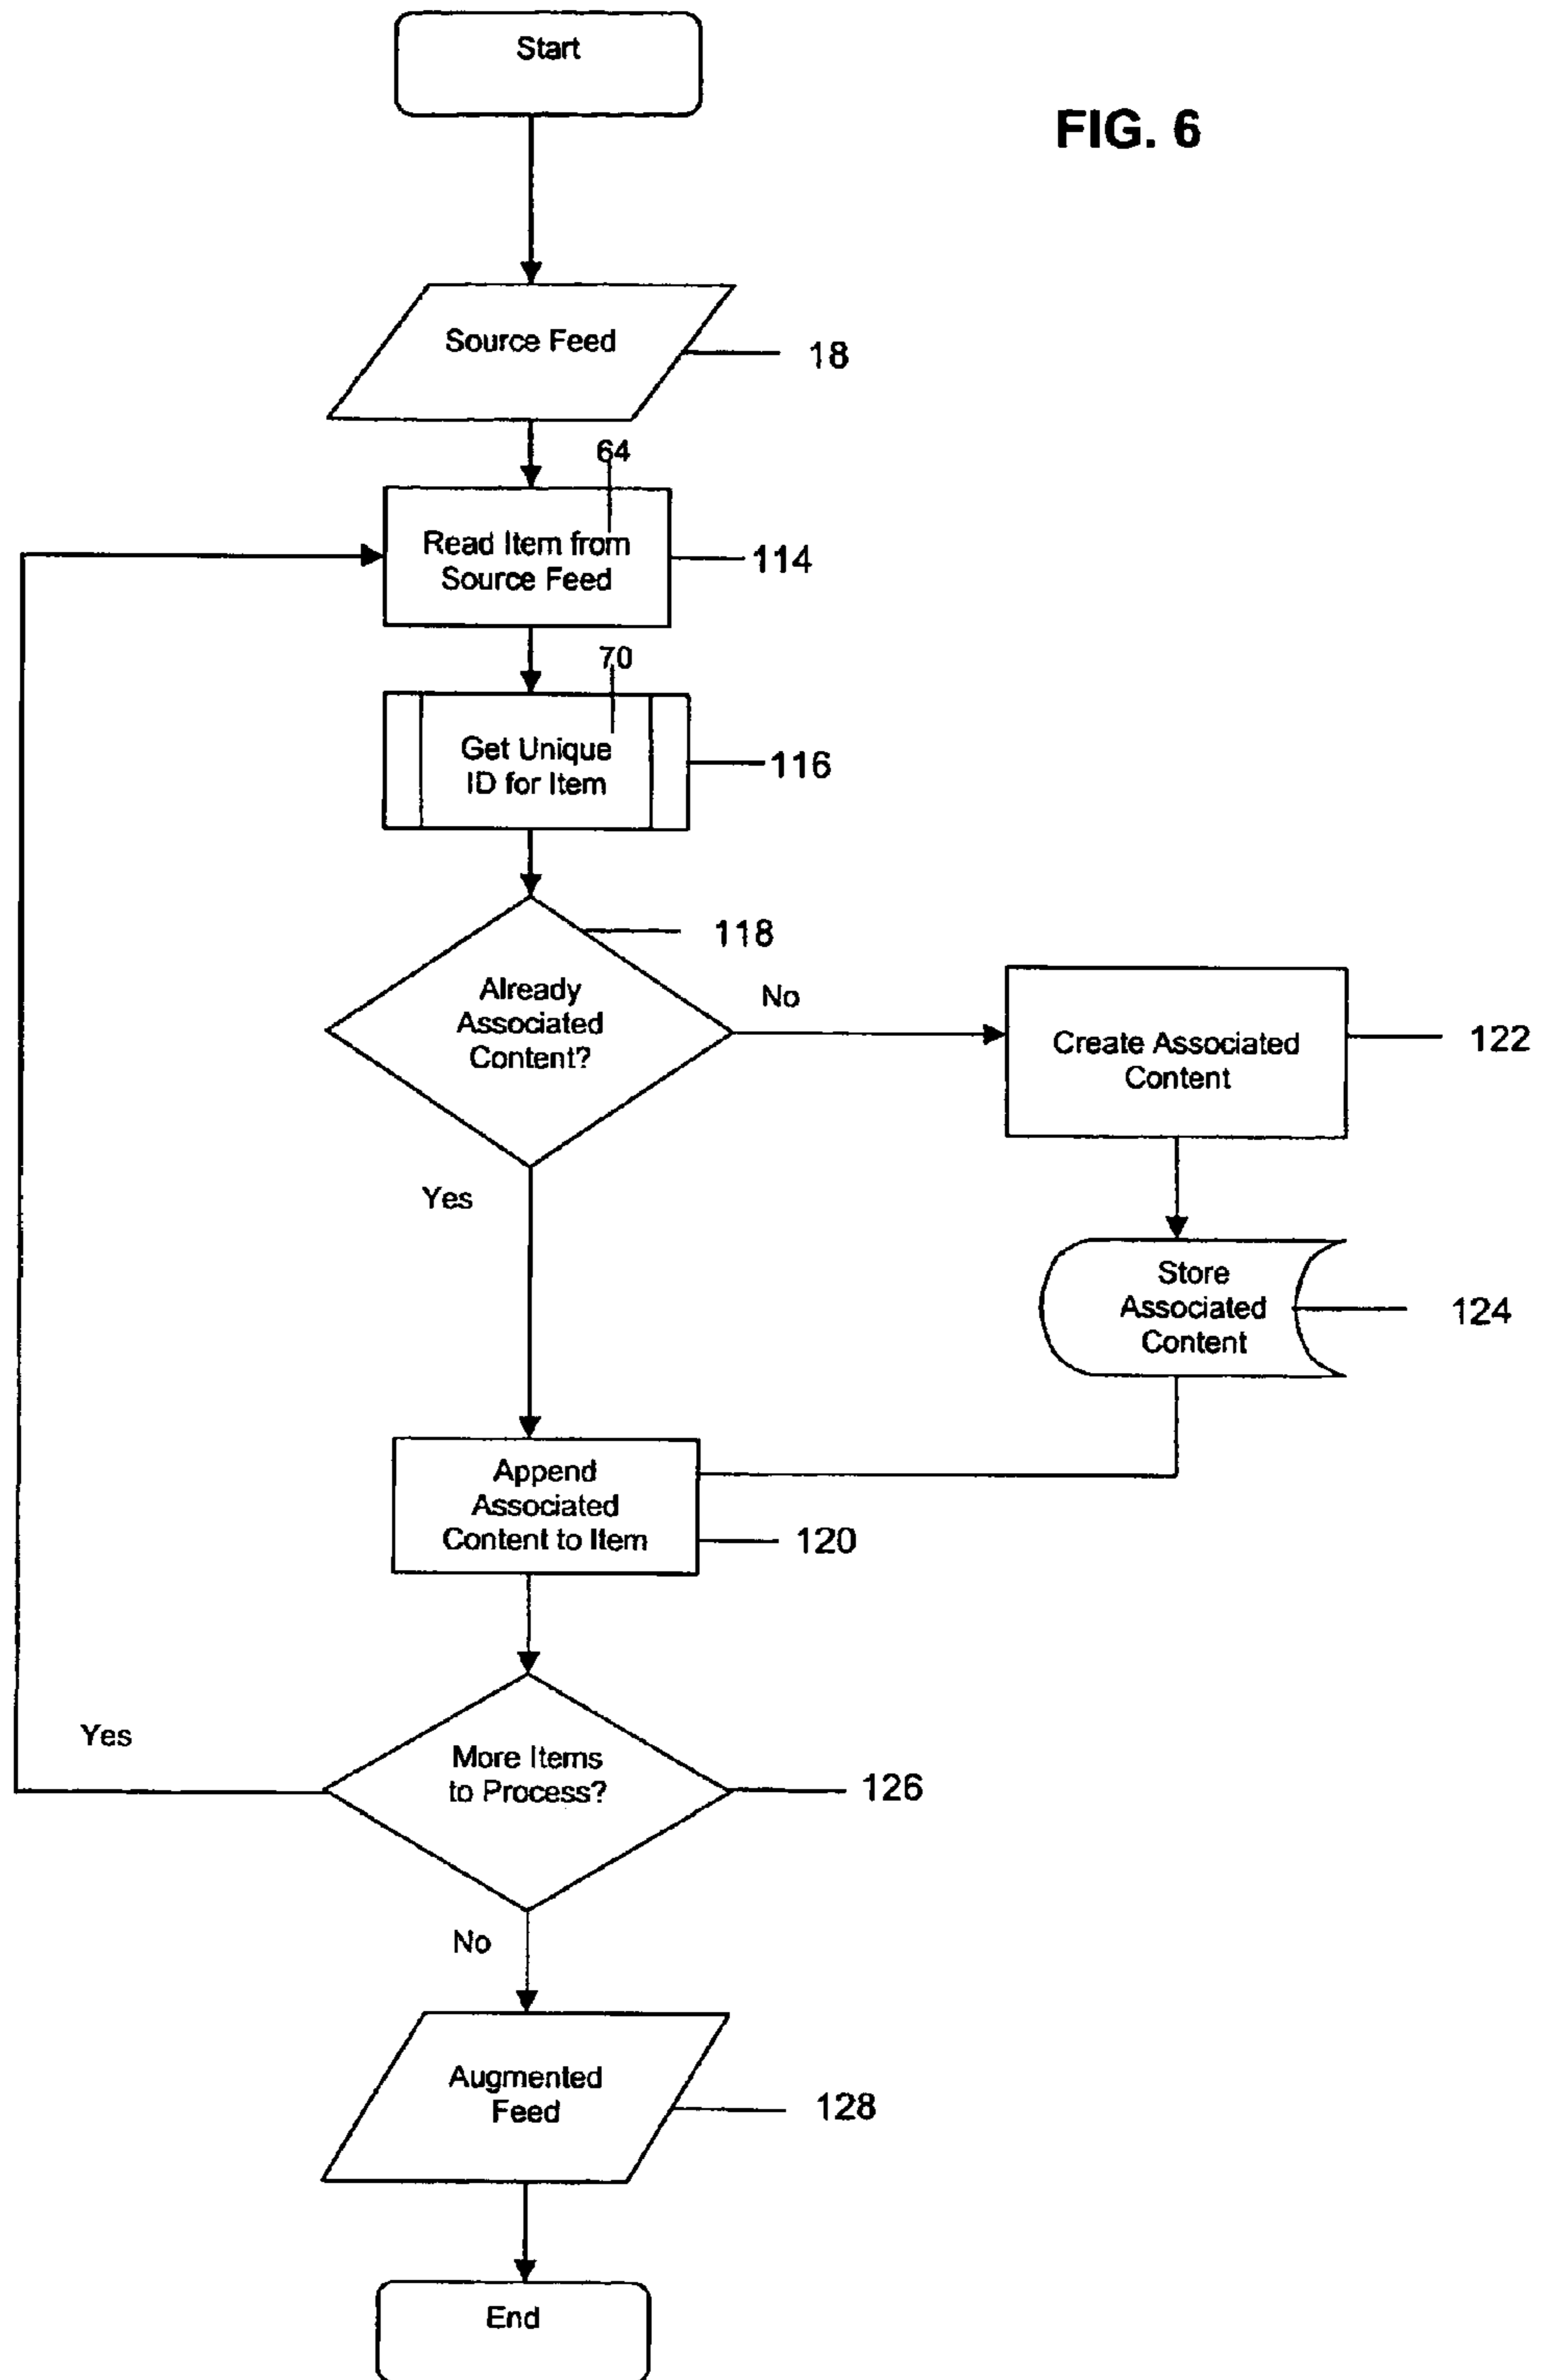 Start
FIG. 6
Source Feed
18
64
Read Item from
Source Feed
114
70
Get Unique
ID for Item
116
118
Already
Associated
Content?
No
Create Associated
Content
122
Yes
Store
Associated
Content
124
Append
Associated
Content to Item
120
Yes
More Items
to Process?
126
No
Augmented
Feed
128
End